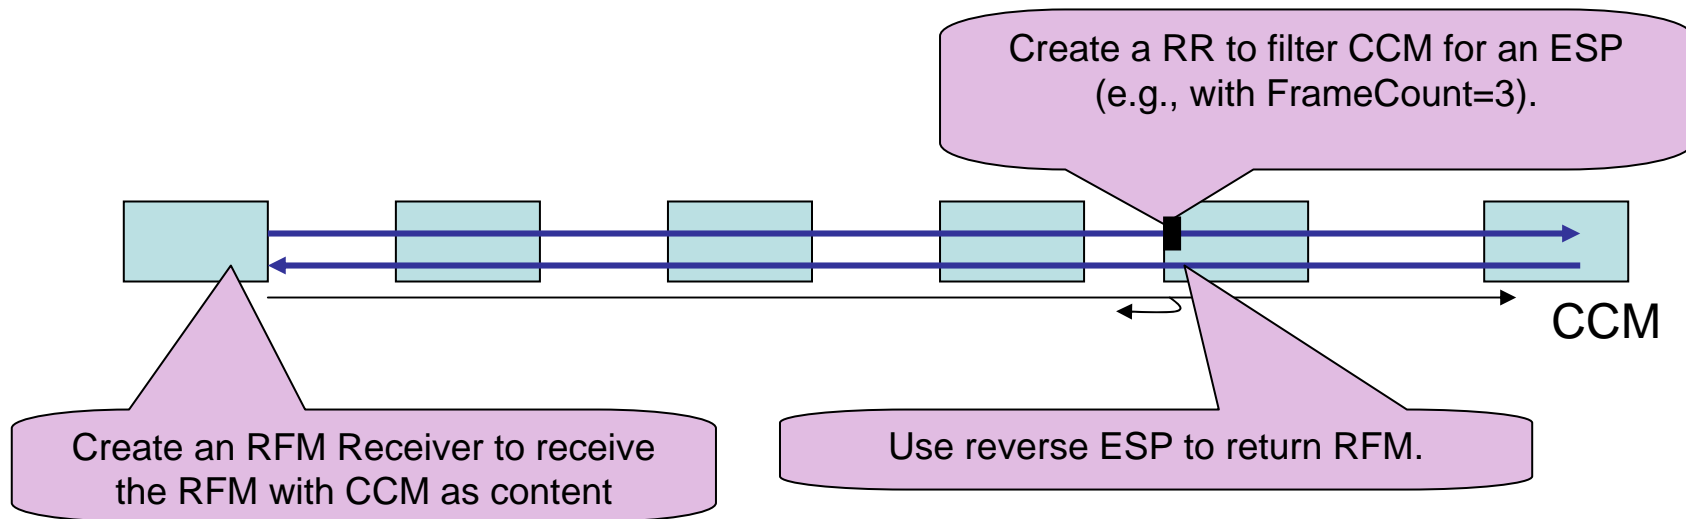 Create a RR to filter CCM for an ESP
(e.g., with FrameCount=3).
CCM
Create an RFM Receiver to receive
the RFM with CCM as content
Use reverse ESP to return RFM.